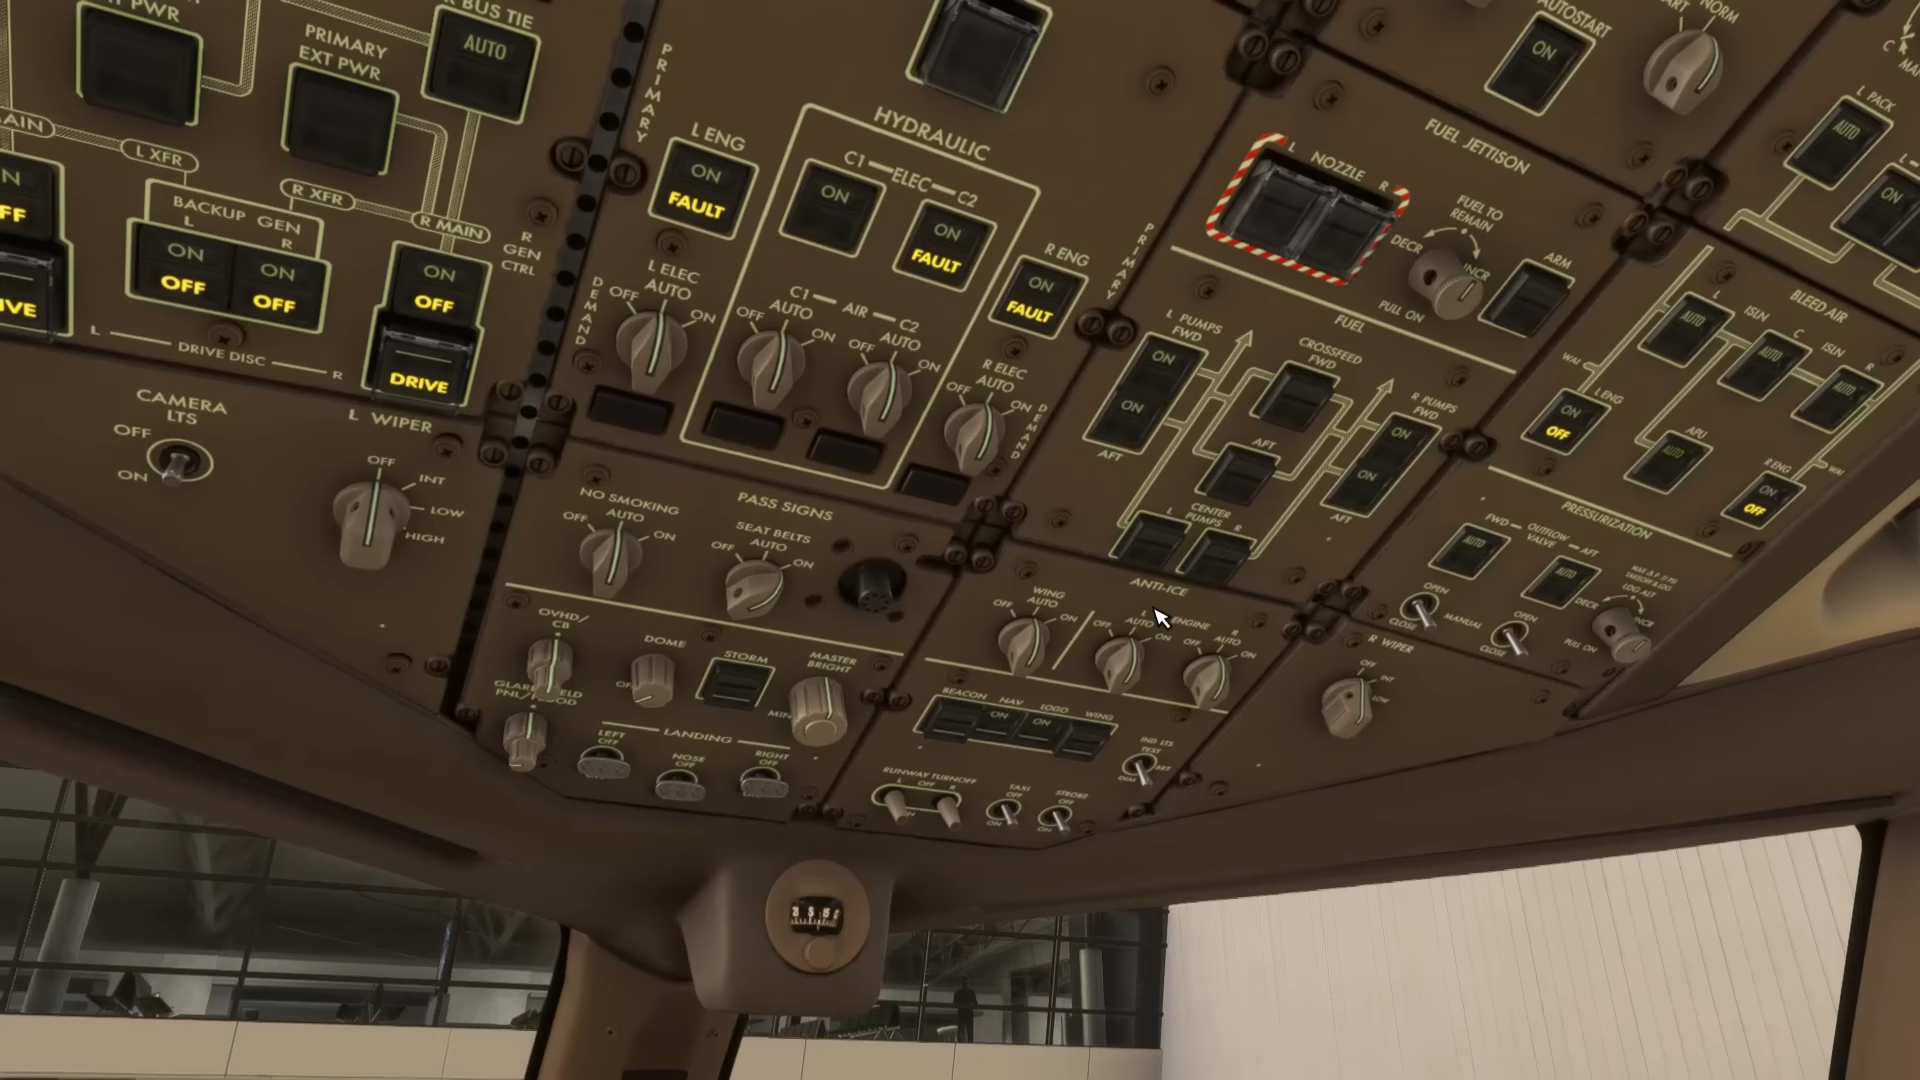 PWR
PRIMARY
EXT PWR
BUS TIE
AUTO
L XFR
R XFR
R MAIN
BACKUP GEN
L
R
ON
OFF
ON
OFF
ON
OFF
R
GEN
CTRL
L
DRIVE DISC
R
DRIVE
CAMERA
LTS
OFF
ON
L WIPER
OFF
INT
LOW
HIGH
PRIMARY
HYDRAULIC
L ENG
ON
FAULT
C1
ELEC
C2
ON
ON
FAULT
R ENG
ON
FAULT
PRIMARY
DEMAND
L ELEC
OFF
AUTO
ON
C1
AIR
C2
OFF
AUTO
ON
OFF
AUTO
ON
R ELEC
OFF
AUTO
ON
DEMAND
PASS SIGNS
NO SMOKING
OFF
AUTO
ON
SEAT BELTS
OFF
AUTO
ON
OVHD/
CB
DOME
STORM
MASTER
BRIGHT
LANDING
LEFT
OFF
NOSE
OFF
RIGHT
OFF
AUTOSTART
ON
NORM
FUEL JETTISON
L
NOZZLE
R
FUEL TO
REMAIN
DECR
INCR
PULL ON
ARM
FUEL
L PUMPS
FWD
ON
ON
AFT
CROSSFEED
FWD
AFT
R PUMPS
FWD
ON
ON
AFT
CENTER
L
PUMPS
R
ANTI-ICE
WING
OFF
AUTO
ON
L
ENGINE
R
OFF
AUTO
ON
OFF
AUTO
ON
BEACON
NAV
LOGO
WING
ON
ON
IND LTS
TEST
BRT
DIM
RUNWAY TURNOFF
L
OFF
R
TAXI
OFF
ON
STROBE
OFF
ON
L PACK
AUTO
ON
BLEED AIR
L
ISLN
C
ISLN
R
AUTO
AUTO
AUTO
L ENG
ON
OFF
APU
AUTO
R ENG
ON
OFF
PRESSURIZATION
FWD
OUTFLOW
VALVE
AFT
AUTO
AUTO
OPEN
CLOSE
MANUAL
OPEN
CLOSE
DECR
INCR
PULL ON
R WIPER
OFF
INT
LOW